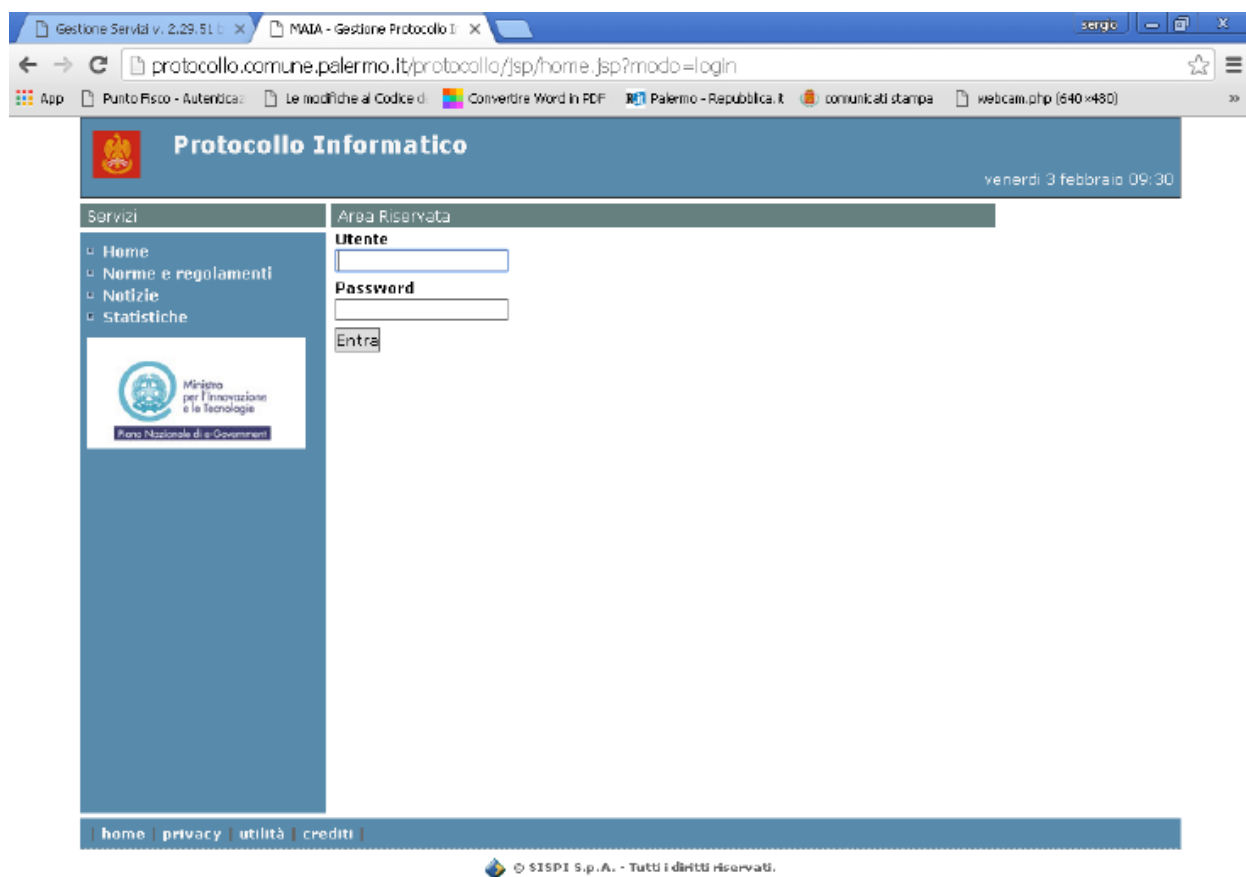 Gestione Servizi v. 2.29.51 b
MAIA - Gestione Protocollo In
sergio
protocollo.comune.palermo.it/protocollo/jsp/home.jsp?modo=login
App Punto Fisco - Autenticaz Le modifiche al Codice d Convertire Word in PDF Palermo - Repubblica.it comunicati stampa webcam.php (640×480) »
Protocollo Informatico
venerdì 3 febbraio 09:30
Servizi
Area Riservata
Home
Norme e regolamenti
Notizie
Statistiche
Utente
Password
Entra
Ministro
per l'Innovazione
e le Tecnologie
Piano Nazionale di e-Government
| home | privacy | utilità | crediti |
© SISPI S.p.A. - Tutti i diritti riservati.